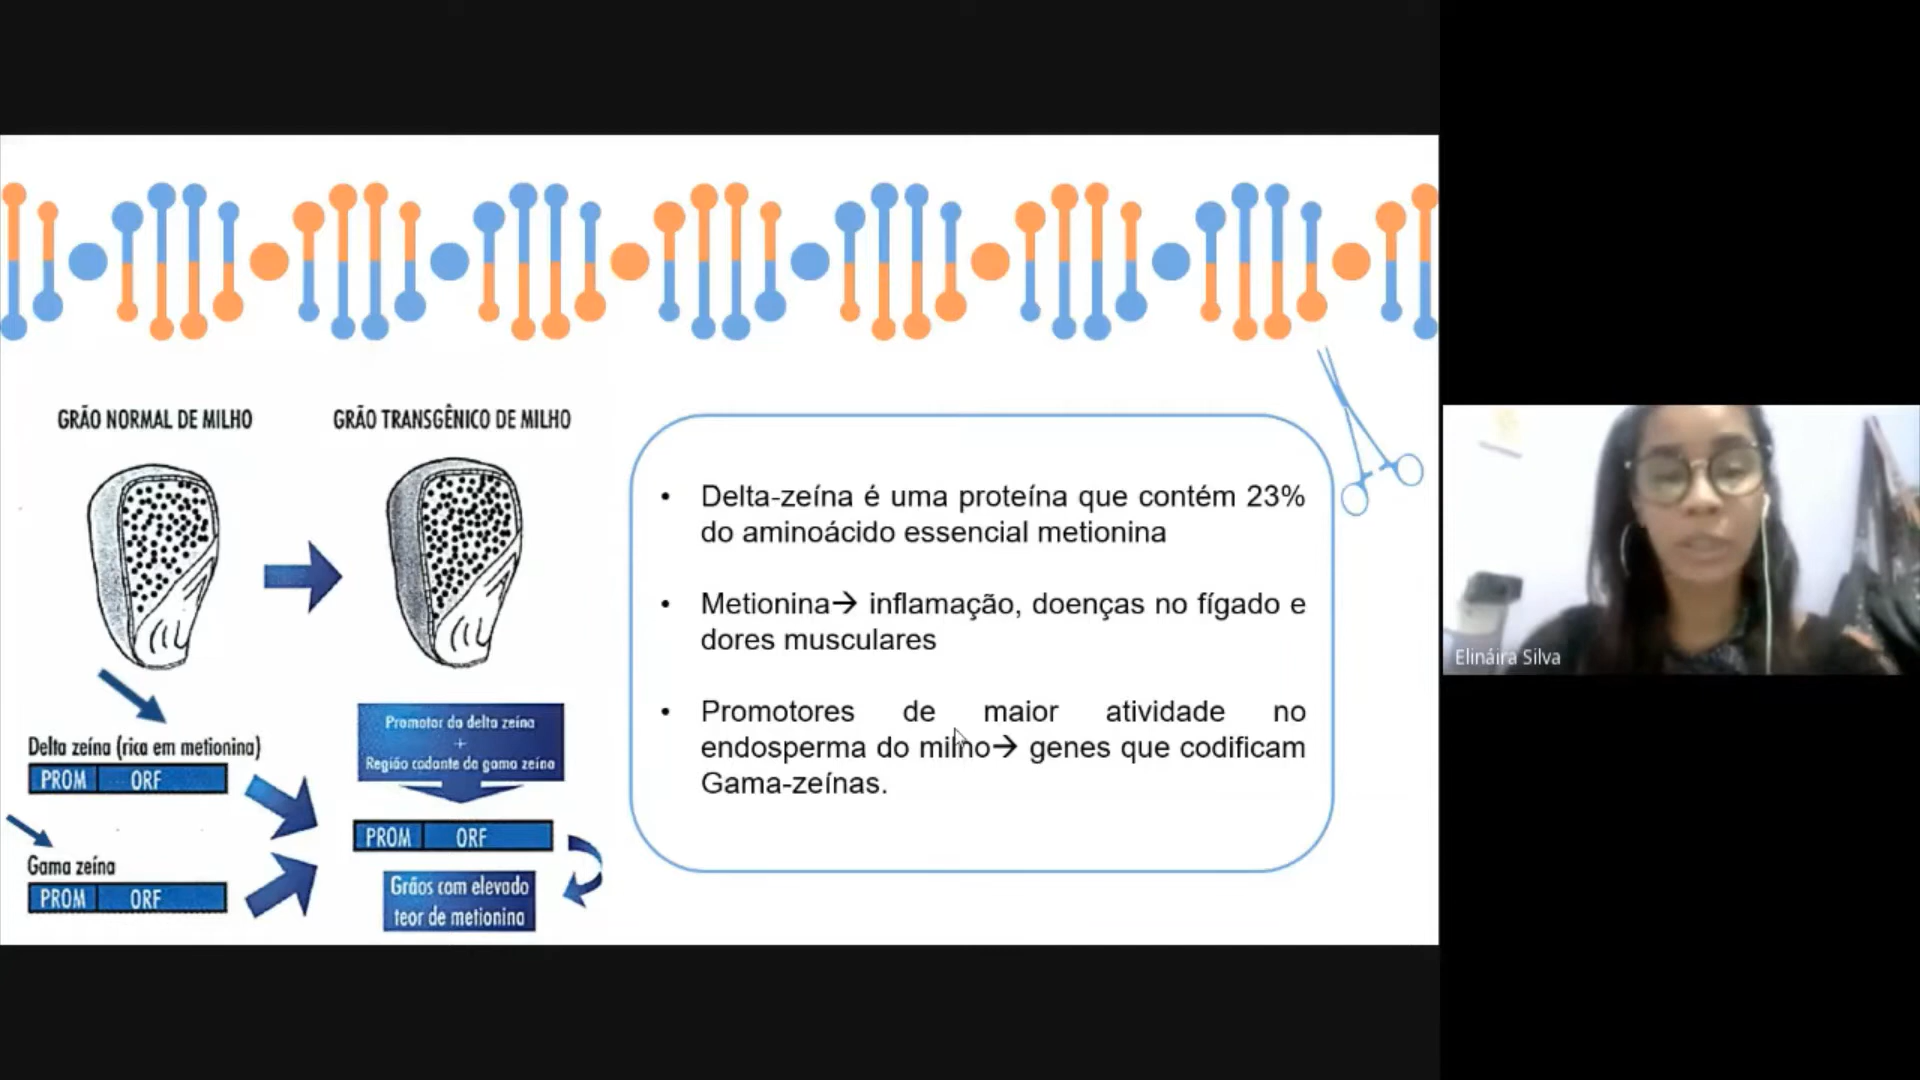 GRÃO NORMAL DE MILHO
GRÃO TRANSGÊNICO DE MILHO
Delta zeína (rica em metionina)
PROM ORF
Gama zeína
PROM ORF
Promotor da delta zeína
+
Região codante da gama zeína
PROM ORF
Grãos com elevado
teor de metionina
• Delta-zeína é uma proteína que contém 23%
do aminoácido essencial metionina
• Metionina→ inflamação, doenças no fígado e
dores musculares
• Promotores de maior atividade no
endosperma do milho→ genes que codificam
Gama-zeínas.
Elináira Silva